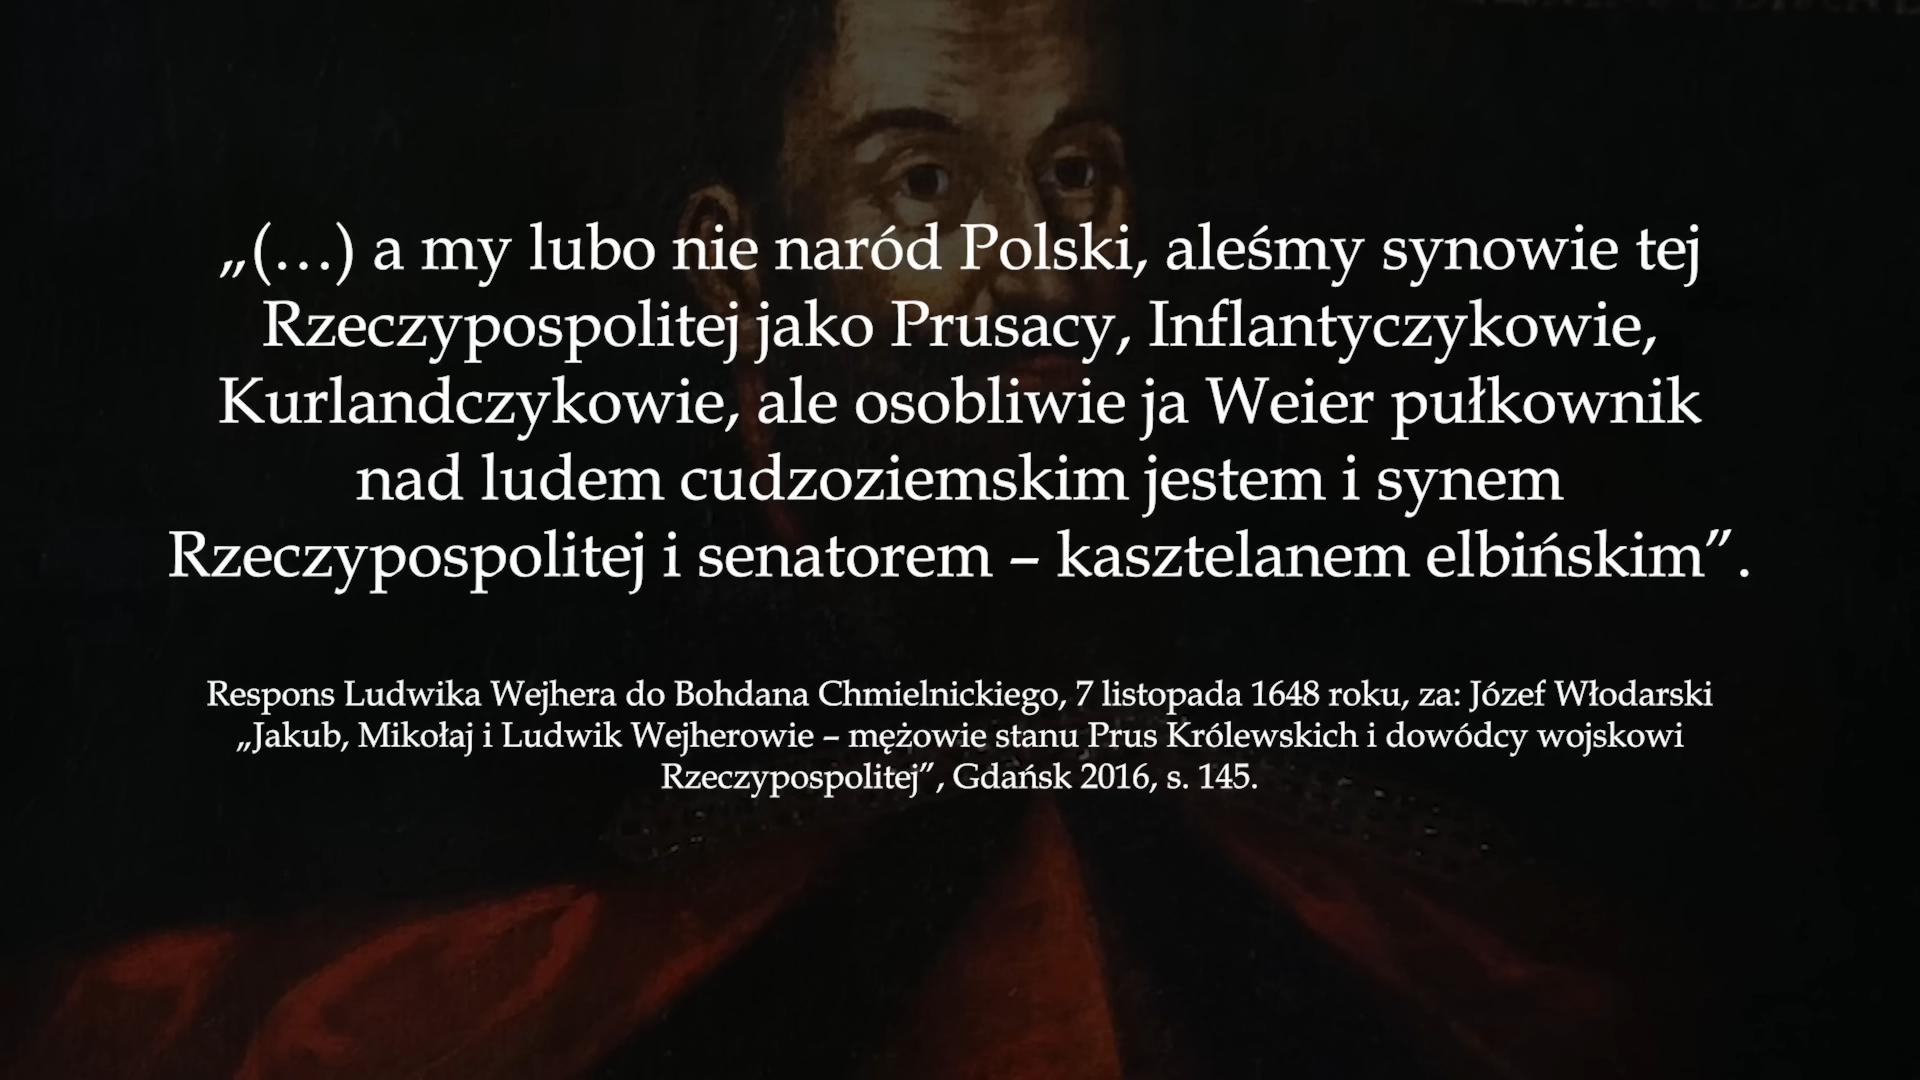 „(…) a my lubo nie naród Polski, aleśmy synowie tej
Rzeczypospolitej jako Prusacy, Inflantyczykowie,
Kurlandczykowie, ale osobliwie ja Weier pułkownik
nad ludem cudzoziemskim jestem i synem
Rzeczypospolitej i senatorem – kasztelanem elbińskim”.
Respons Ludwika Wejhera do Bohdana Chmielnickiego, 7 listopada 1648 roku, za: Józef Włodarski
„Jakub, Mikołaj i Ludwik Wejherowie – mężowie stanu Prus Królewskich i dowódcy wojskowi
Rzeczypospolitej”, Gdańsk 2016, s. 145.